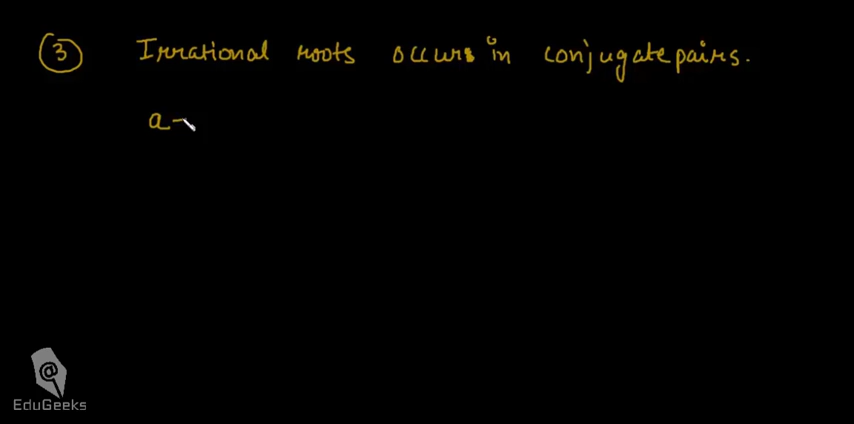 ③ Irrational roots occurs in conjugate pairs.
a-
@
EduGeeks